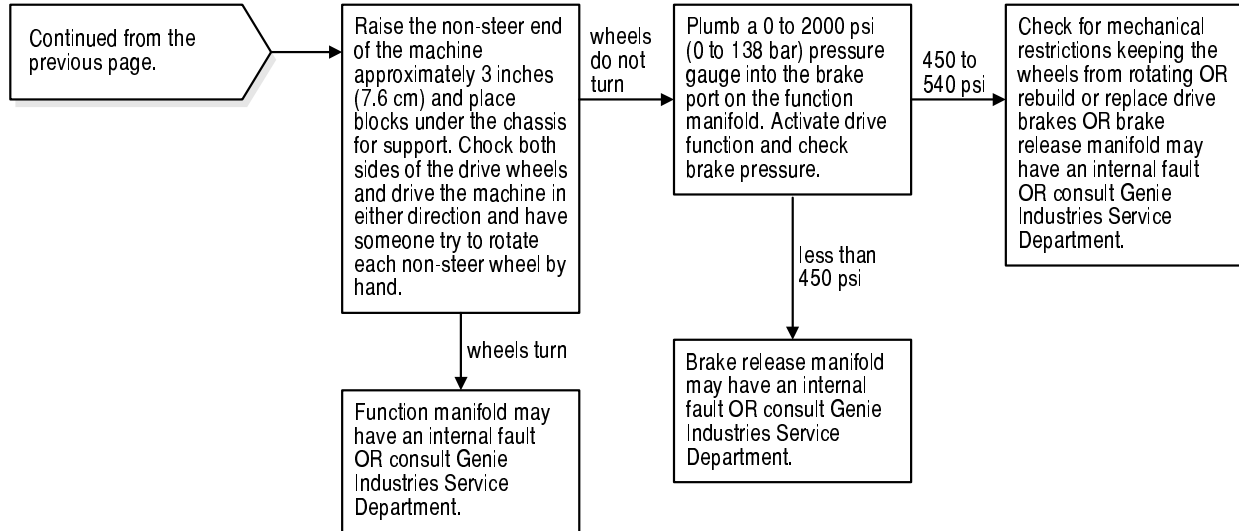 Continued from the
previous page.
Raise the non-steer end
of the machine
approximately 3 inches
(7.6 cm) and place
blocks under the chassis
for support. Chock both
sides of the drive wheels
and drive the machine in
either direction and have
someone try to rotate
each non-steer wheel by
hand.
wheels
do not
turn
Plumb a 0 to 2000 psi
(0 to 138 bar) pressure
gauge into the brake
port on the function
manifold. Activate drive
function and check
brake pressure.
450 to
540 psi
Check for mechanical
restrictions keeping the
wheels from rotating OR
rebuild or replace drive
brakes OR brake
release manifold may
have an internal fault
OR consult Genie
Industries Service
Department.
less than
450 psi
wheels turn
Brake release manifold
may have an internal
fault OR consult Genie
Industries Service
Department.
Function manifold may
have an internal fault
OR consult Genie
Industries Service
Department.